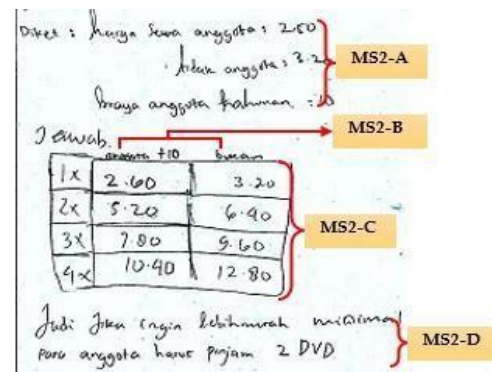 Diket : harga sewa anggota : 2.50
tidak anggota : 3.2
MS2-A
biaya anggota tahunan : 10
MS2-B
Jawab.
anggota +10 bukan
1x 2.60 3.20
2x 5.20 6.40
3x 7.80 9.60
MS2-C
4x 10.40 12.80
Jadi jika ingin lebih murah minimal
MS2-D
para anggota harus pinjam 2 DVD